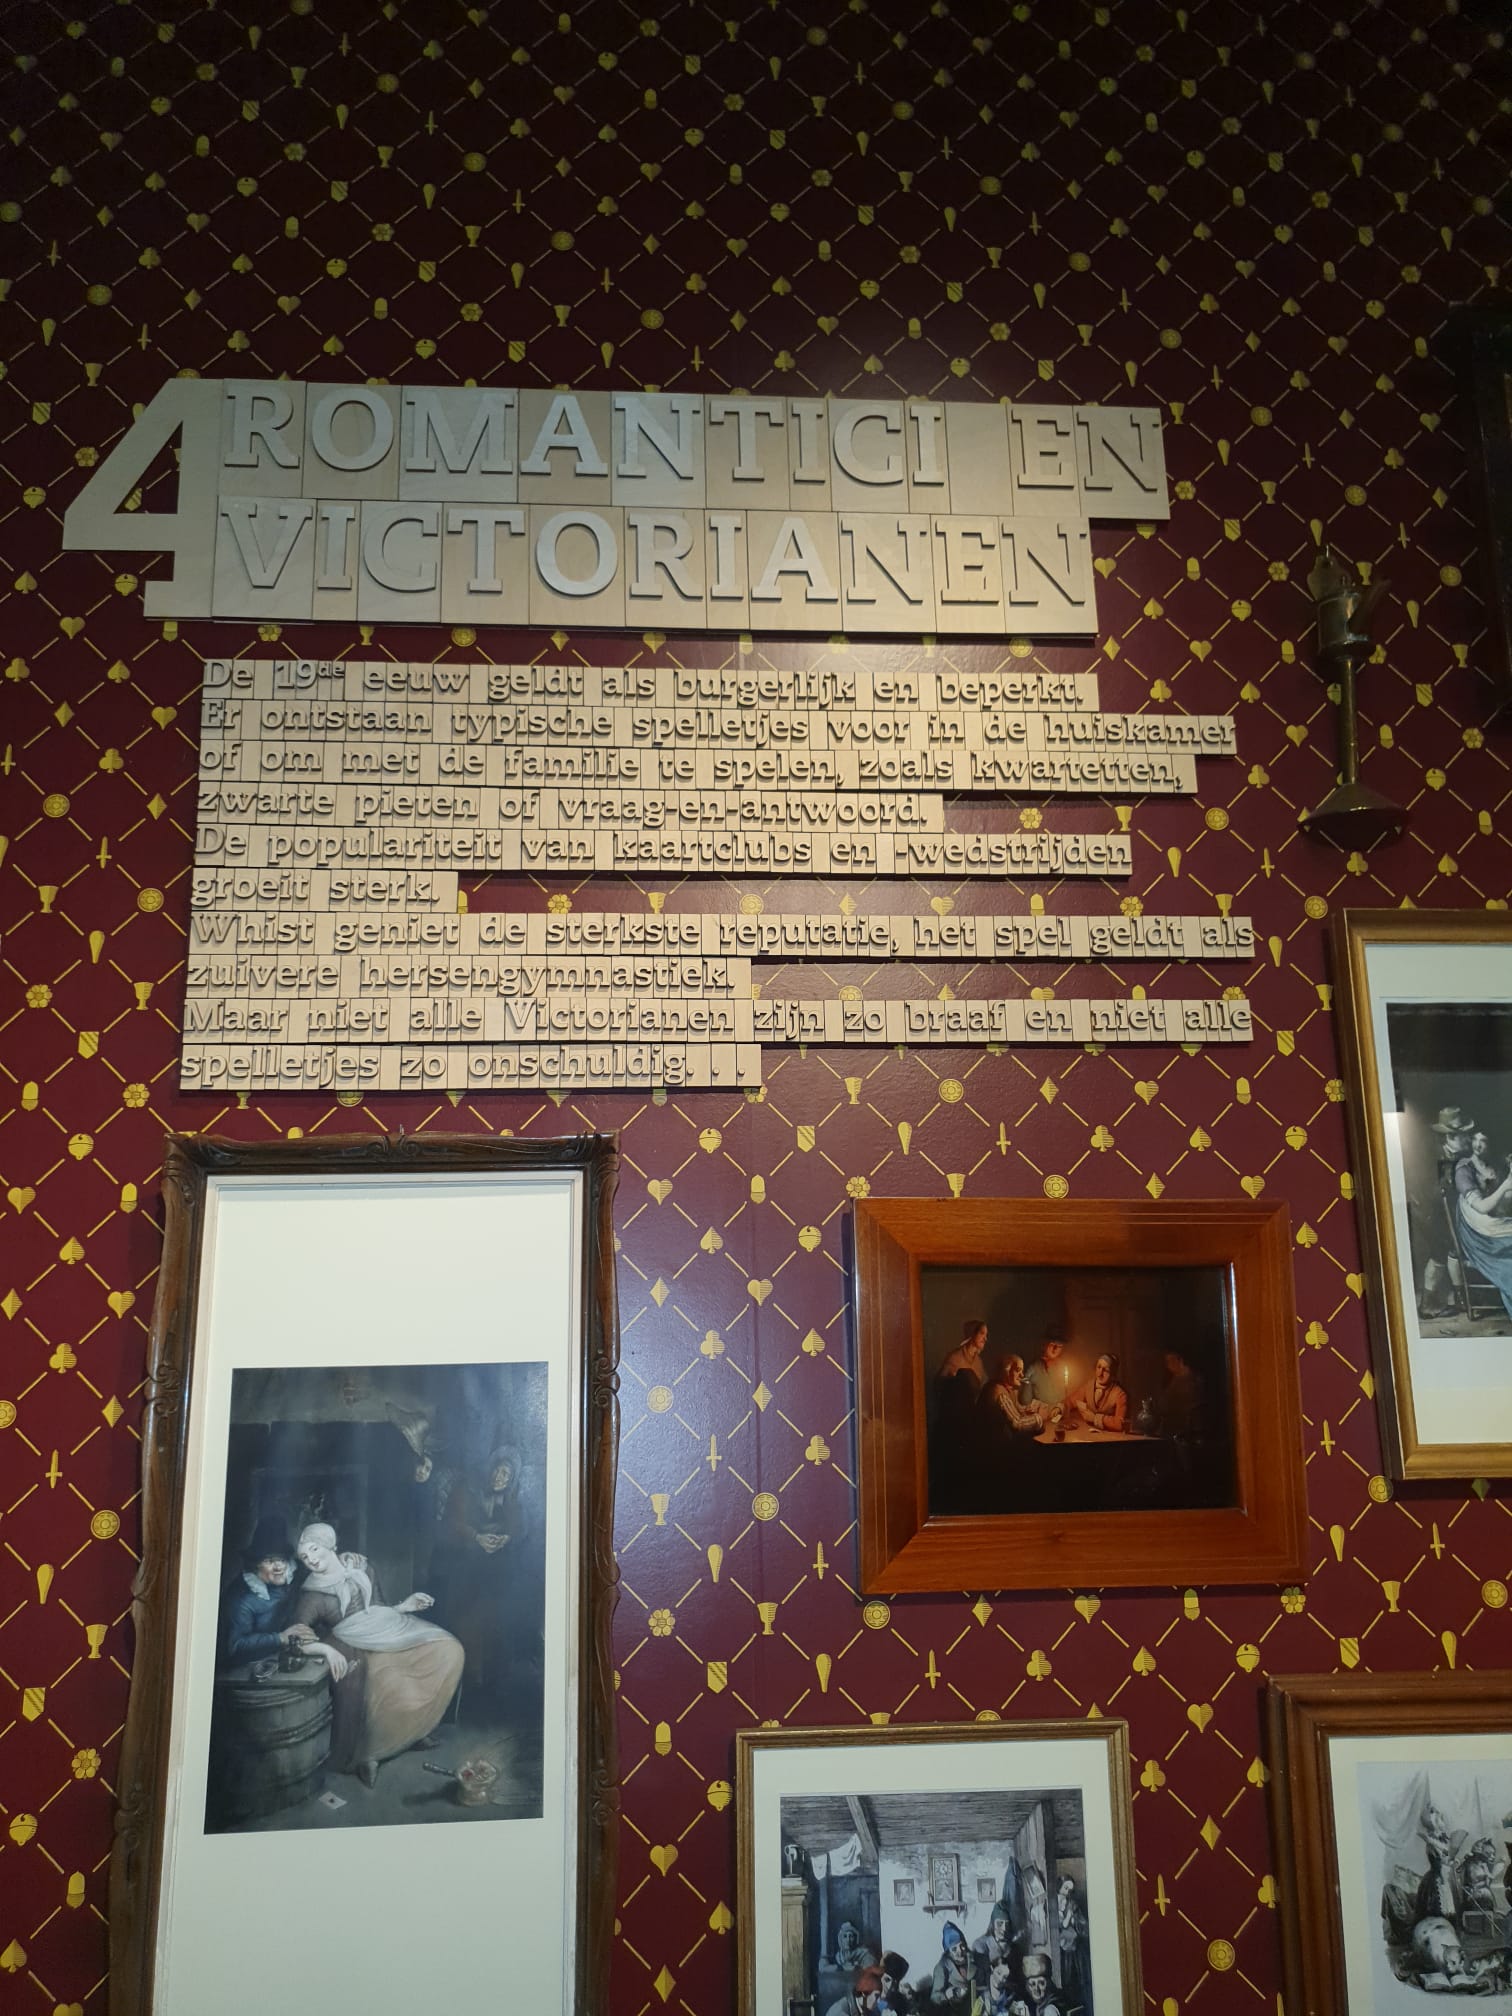 4 ROMANTICI EN
VICTORIANEN
De 19de eeuw geldt als burgerlijk en beperkt.
Er ontstaan typische spelletjes voor in de huiskamer
of om met de familie te spelen, zoals kwartetten,
zwarte pieten of vraag-en-antwoord.
De populariteit van kaartclubs en -wedstrijden
groeit sterk.
Whist geniet de sterkste reputatie, het spel geldt als
zuivere hersengymnastiek.
Maar niet alle Victorianen zijn zo braaf en niet alle
spelletjes zo onschuldig. . .